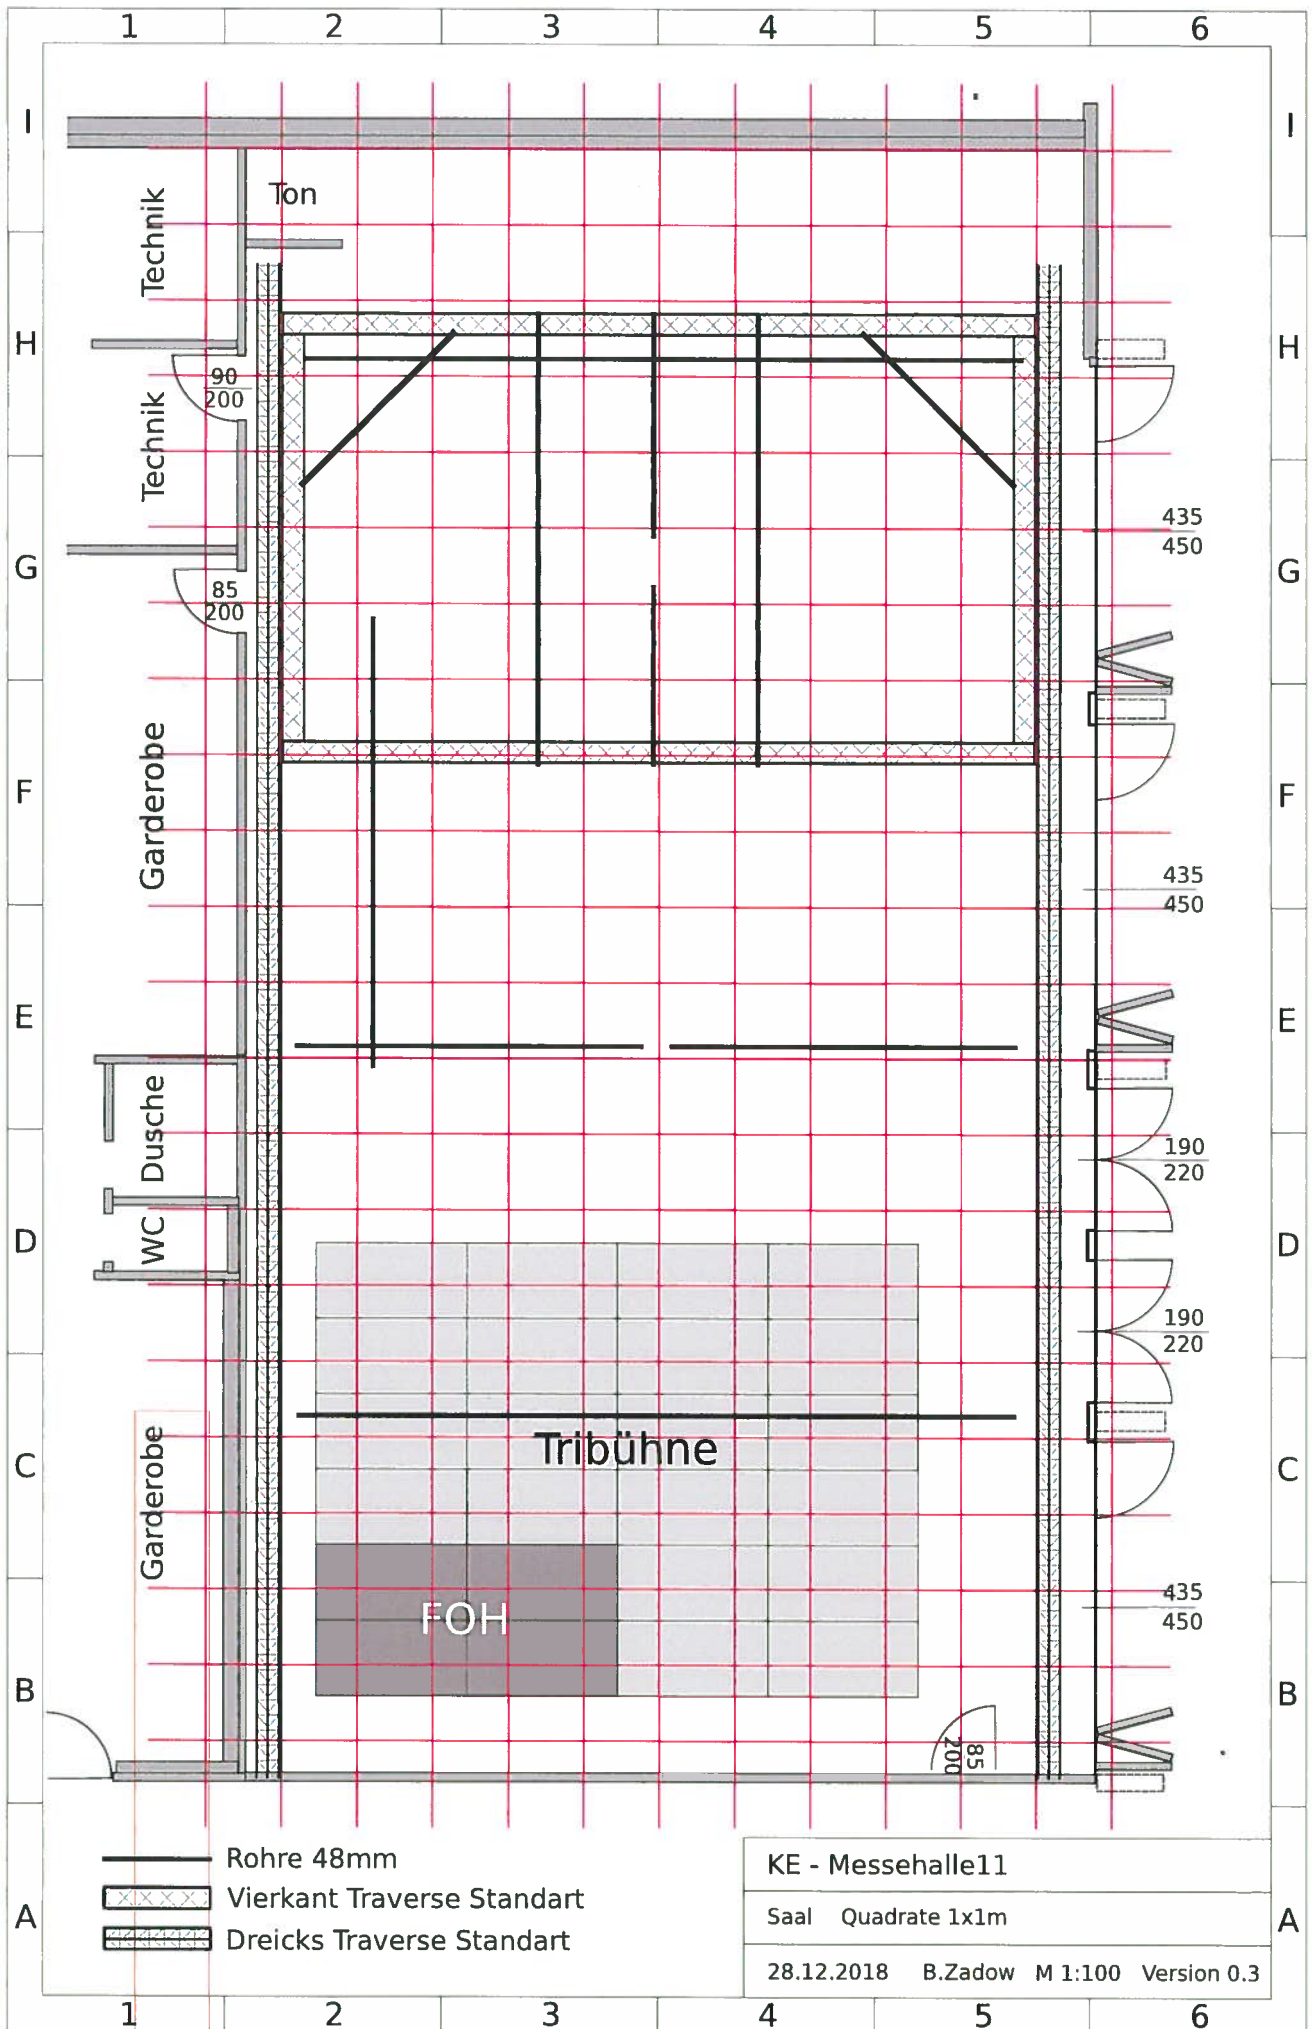 1 2 3 4 5 6
I I
Ton
Technik
H H
90
200
Technik
435
450
G G
85
200
Garderobe
F F
435
450
E E
Dusche
190
220
WC
D D
190
220
Tribühne
C C
Garderobe
435
450
FOH
B B
85
200
Rohre 48mm
KE - Messehalle11
Vierkant Traverse Standart
A A
Saal Quadrate 1x1m
Dreicks Traverse Standart
28.12.2018 B.Zadow M 1:100 Version 0.3
1 2 3 4 5 6